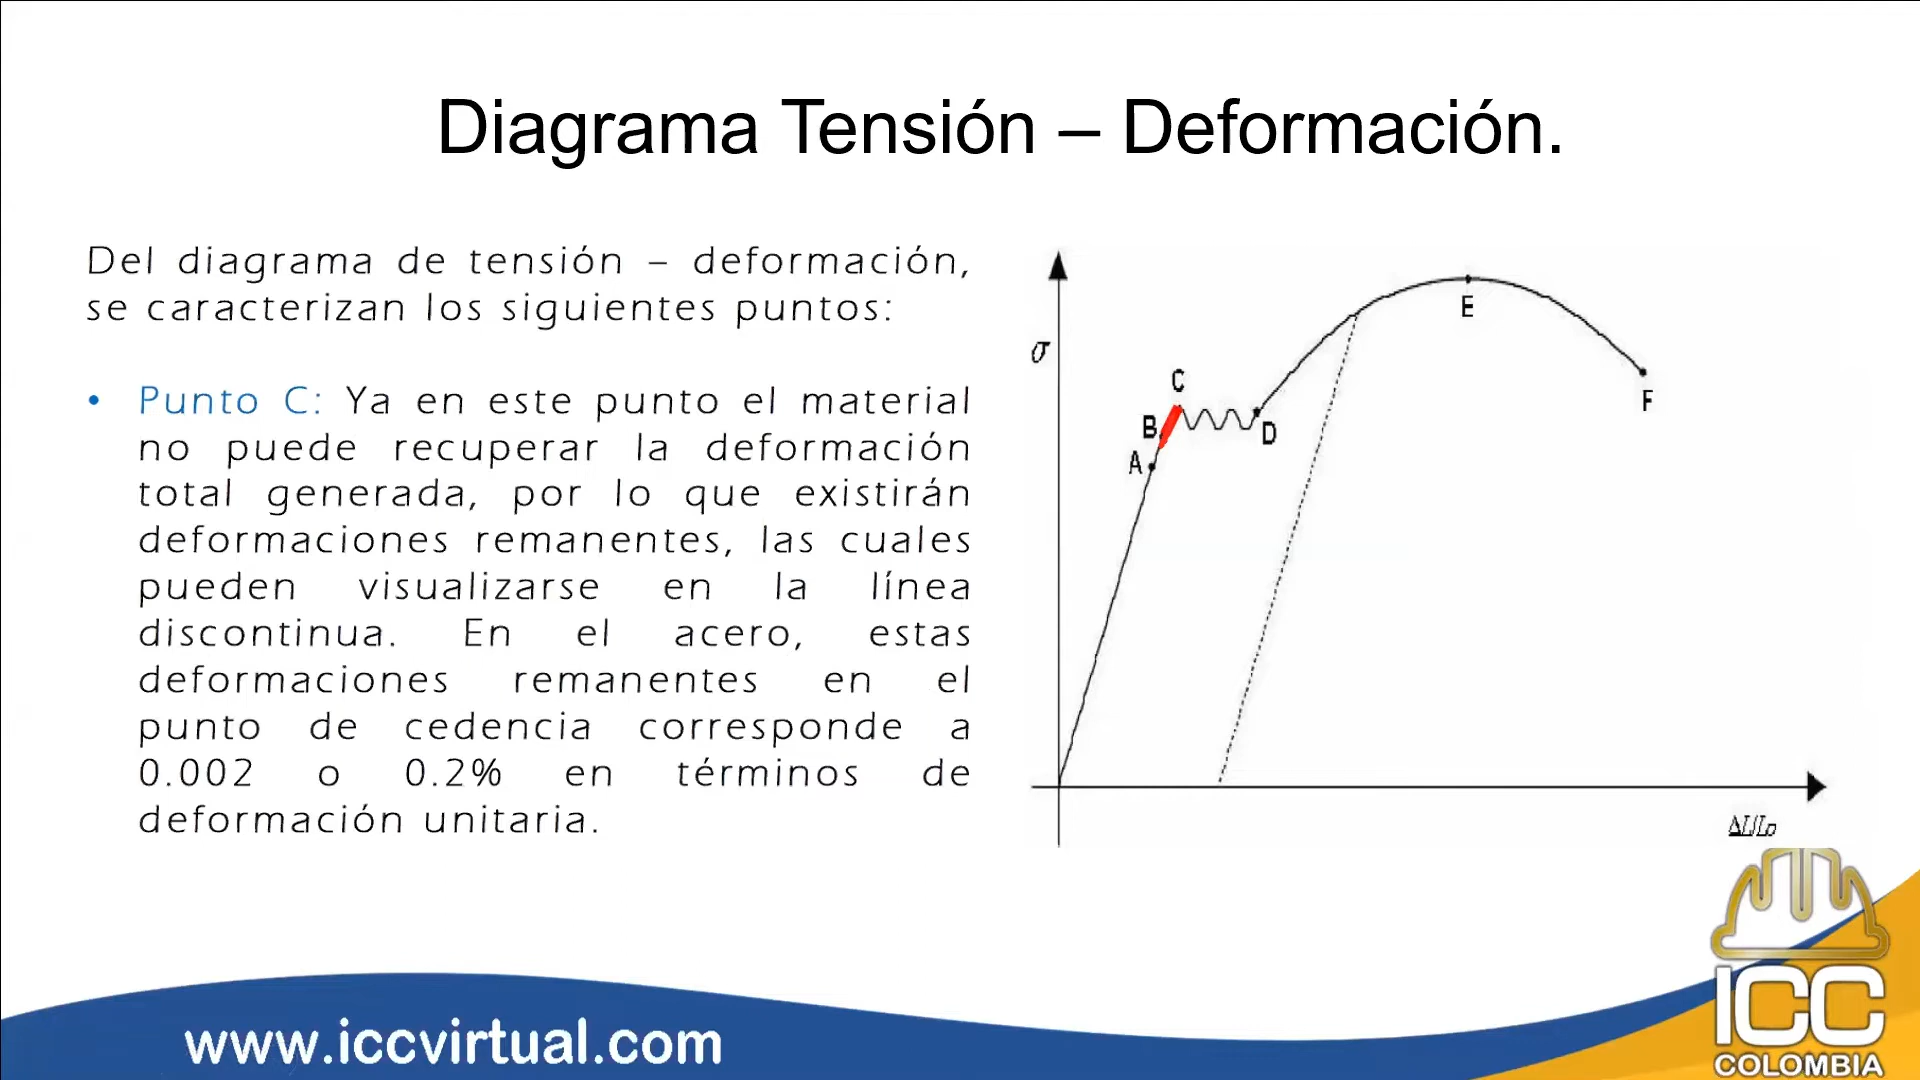 Diagrama Tensión – Deformación.
Del diagrama de tensión – deformación,
se caracterizan los siguientes puntos:
• Punto C: Ya en este punto el material
no puede recuperar la deformación
total generada, por lo que existirán
deformaciones remanentes, las cuales
pueden visualizarse en la línea
discontinua. En el acero, estas
deformaciones remanentes en el
punto de cedencia corresponde a
0.002 o 0.2% en términos de
deformación unitaria.
σ
E
C
F
B
D
A
ΔL/Lo
ICC
COLOMBIA
www.iccvirtual.com